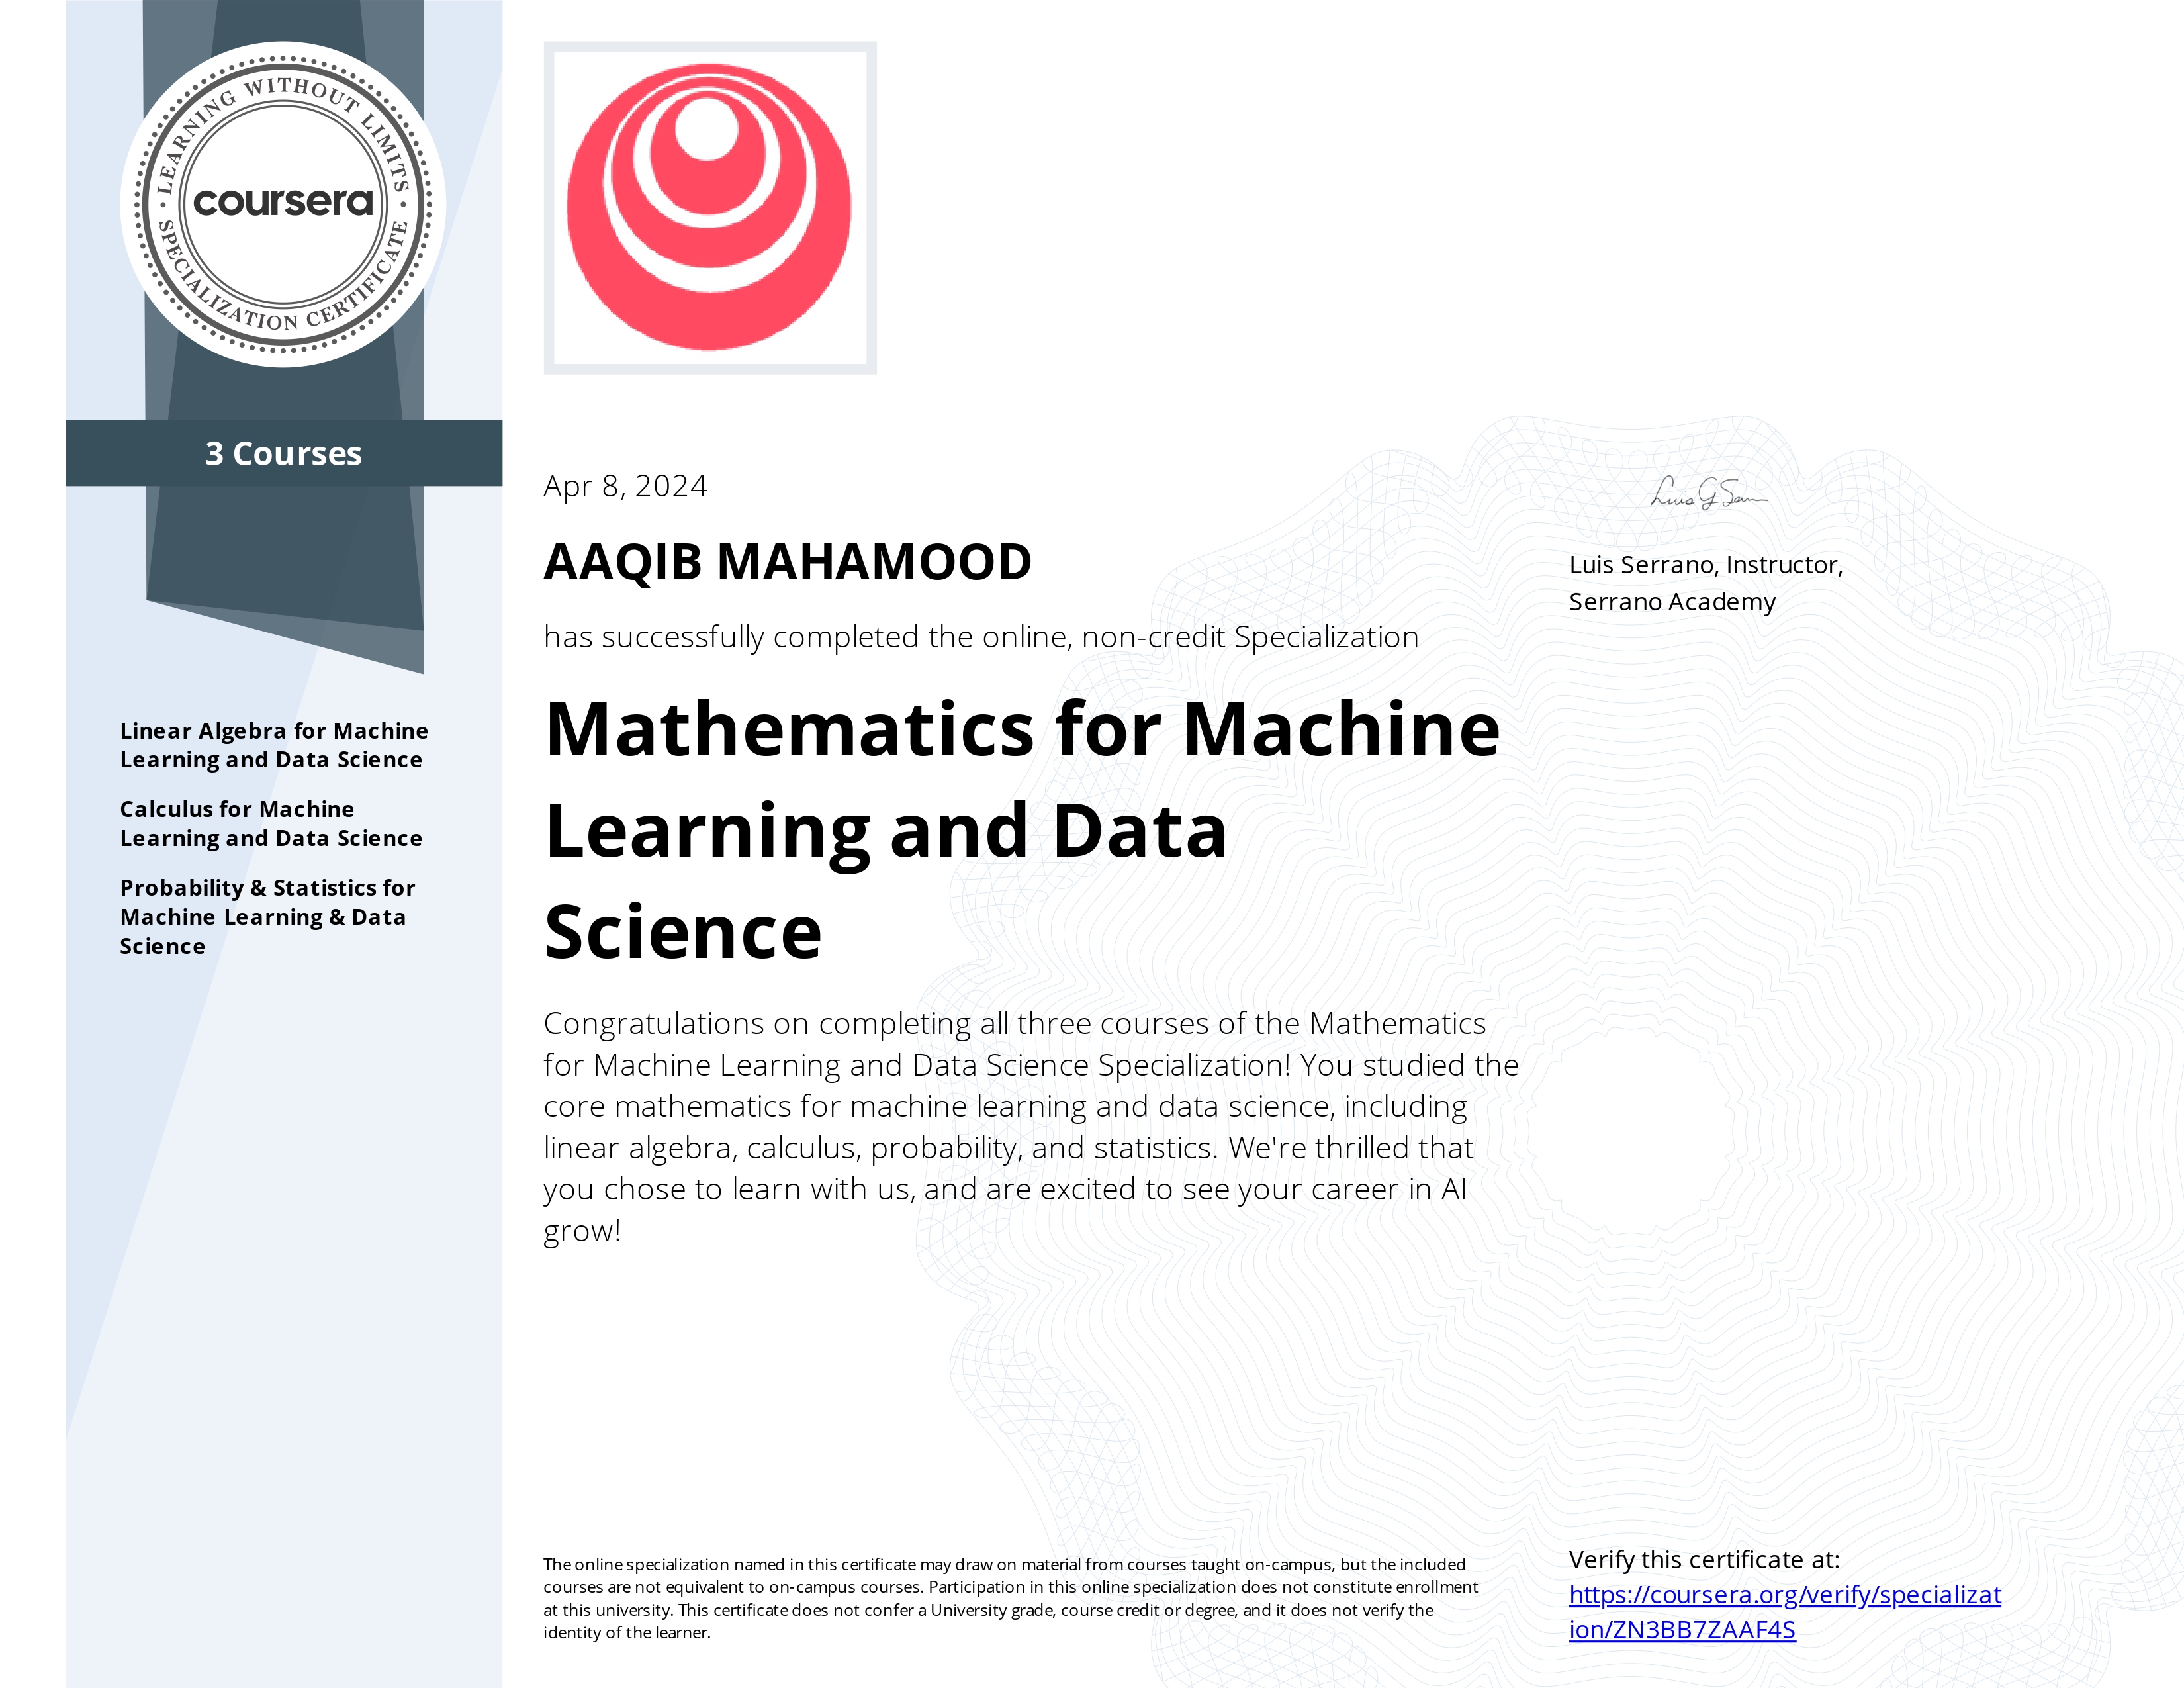 LEARNING WITHOUT LIMITS
coursera
SPECIALIZATION CERTIFICATE
3 Courses
Linear Algebra for Machine
Learning and Data Science
Calculus for Machine
Learning and Data Science
Probability & Statistics for
Machine Learning & Data
Science
Apr 8, 2024
AAQIB MAHAMOOD
has successfully completed the online, non-credit Specialization
Mathematics for Machine
Learning and Data
Science
Congratulations on completing all three courses of the Mathematics
for Machine Learning and Data Science Specialization! You studied the
core mathematics for machine learning and data science, including
linear algebra, calculus, probability, and statistics. We're thrilled that
you chose to learn with us, and are excited to see your career in AI
grow!
Luis Serrano, Instructor,
Serrano Academy
The online specialization named in this certificate may draw on material from courses taught on-campus, but the included
courses are not equivalent to on-campus courses. Participation in this online specialization does not constitute enrollment
at this university. This certificate does not confer a University grade, course credit or degree, and it does not verify the
identity of the learner.
Verify this certificate at:
https://coursera.org/verify/specializat
ion/ZN3BB7ZAAF4S